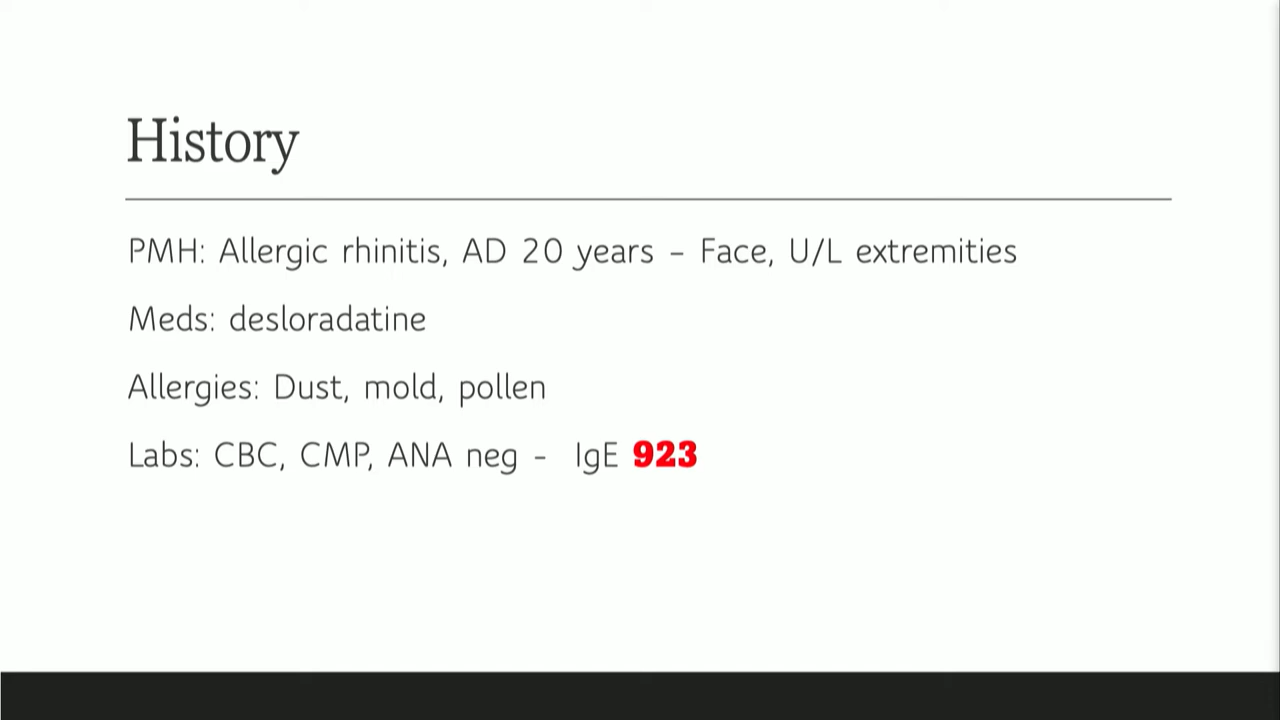 History
PMH: Allergic rhinitis, AD 20 years – Face, U/L extremities
Meds: desloradatine
Allergies: Dust, mold, pollen
Labs: CBC, CMP, ANA neg - IgE 923